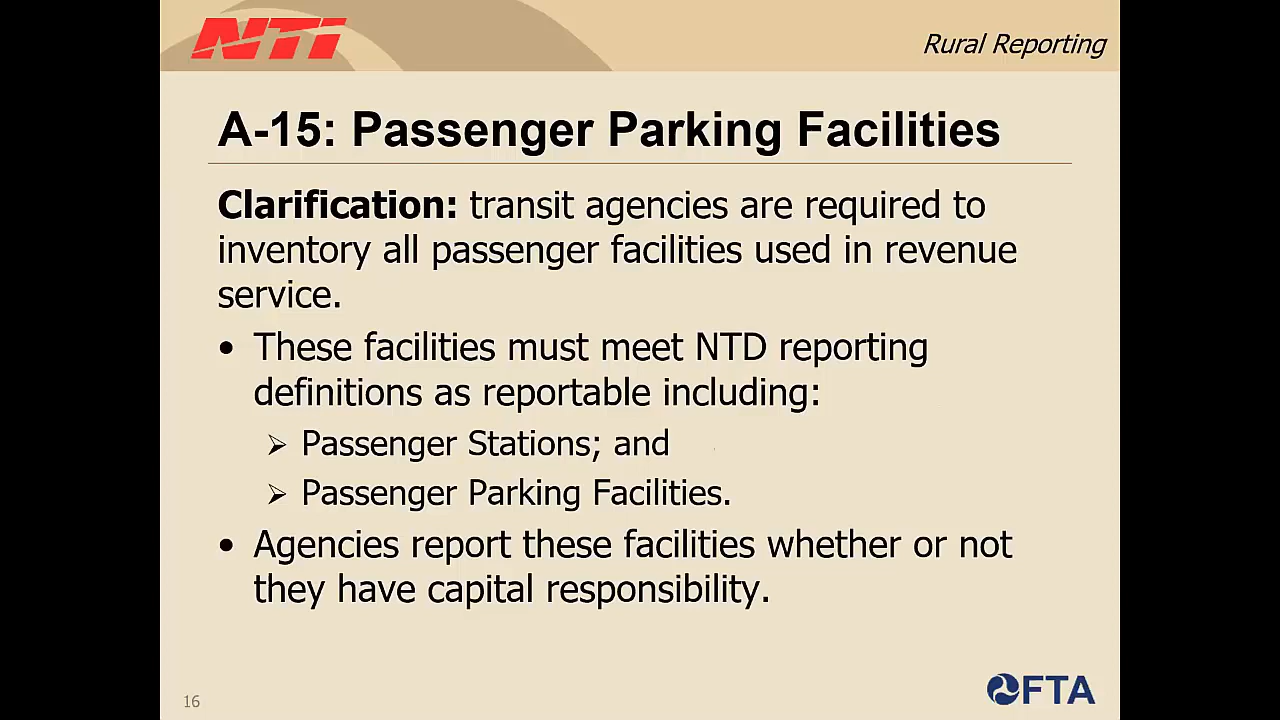 NTI
Rural Reporting
A-15: Passenger Parking Facilities
Clarification: transit agencies are required to
inventory all passenger facilities used in revenue
service.
• These facilities must meet NTD reporting
definitions as reportable including:
➢ Passenger Stations; and
➢ Passenger Parking Facilities.
• Agencies report these facilities whether or not
they have capital responsibility.
16
FTA